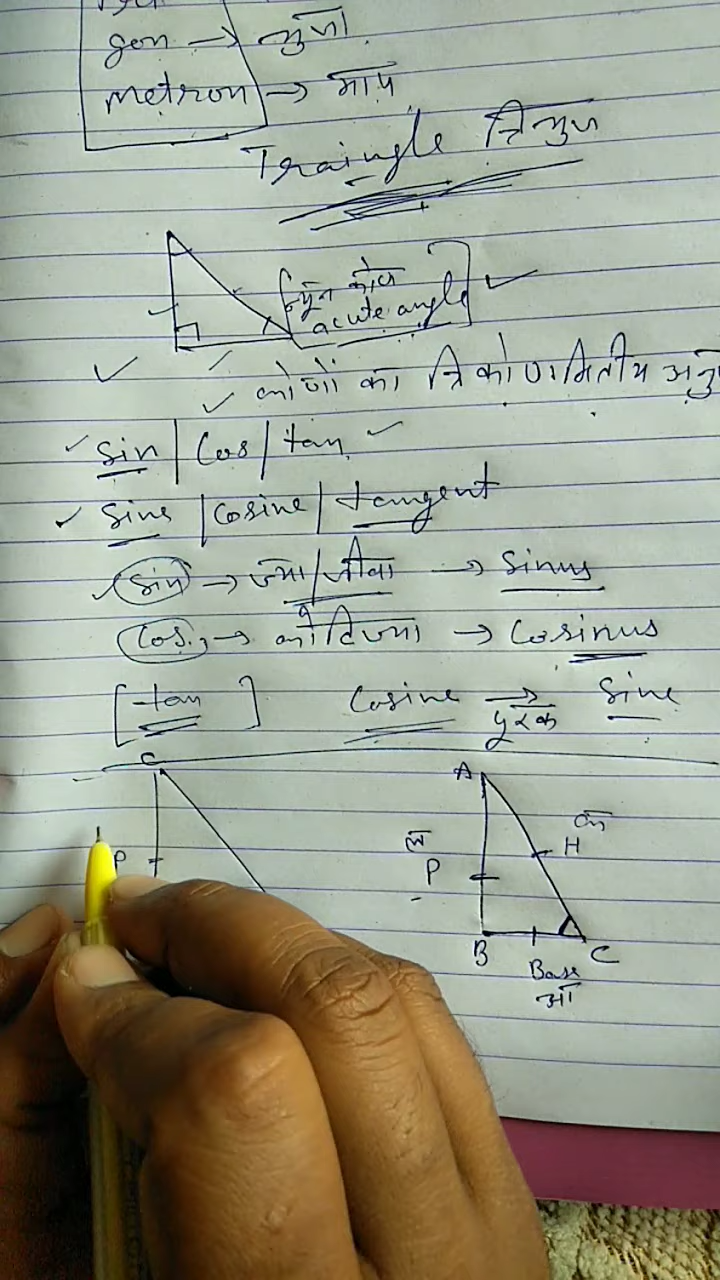 gon → भुजा
metron → माप
Traingle त्रिभुज
न्यून कोण
acute angle
कोणों का त्रिकोणमितीय
sin | Cos | tan
Sine | Cosine | tangent
Sin → ज्या/जीवा → Sinus
Cos. → कोटिज्या → Cosinus
[tan] Cosine → Sine
पूरक
C A
P
लं क
P H
B C
Base
आ